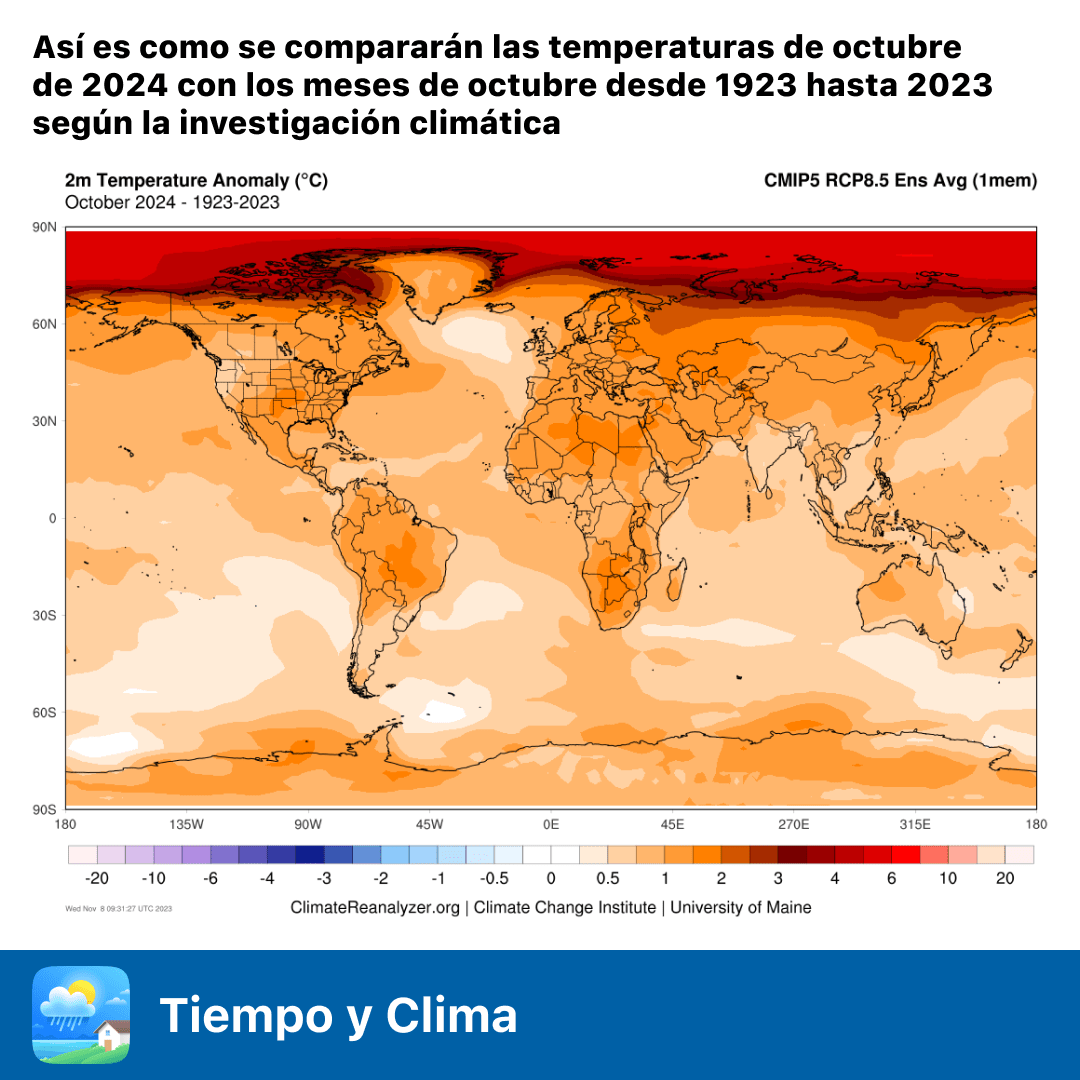 Así es como se compararán las temperaturas de octubre
de 2024 con los meses de octubre desde 1923 hasta 2023
según la investigación climática
2m Temperature Anomaly (°C)
CMIP5 RCP8.5 Ens Avg (1mem)
October 2024 - 1923-2023
90N
60N
30N
0
30S
60S
90S
180 135W 90W 45W 0E 45E 270E 315E 180
-20 -10 -6 -4 -3 -2 -1 -0.5 0 0.5 1 2 3 4 6 10 20
Wed Nov 8 09:31:27 UTC 2023
ClimateReanalyzer.org | Climate Change Institute | University of Maine
Tiempo y Clima